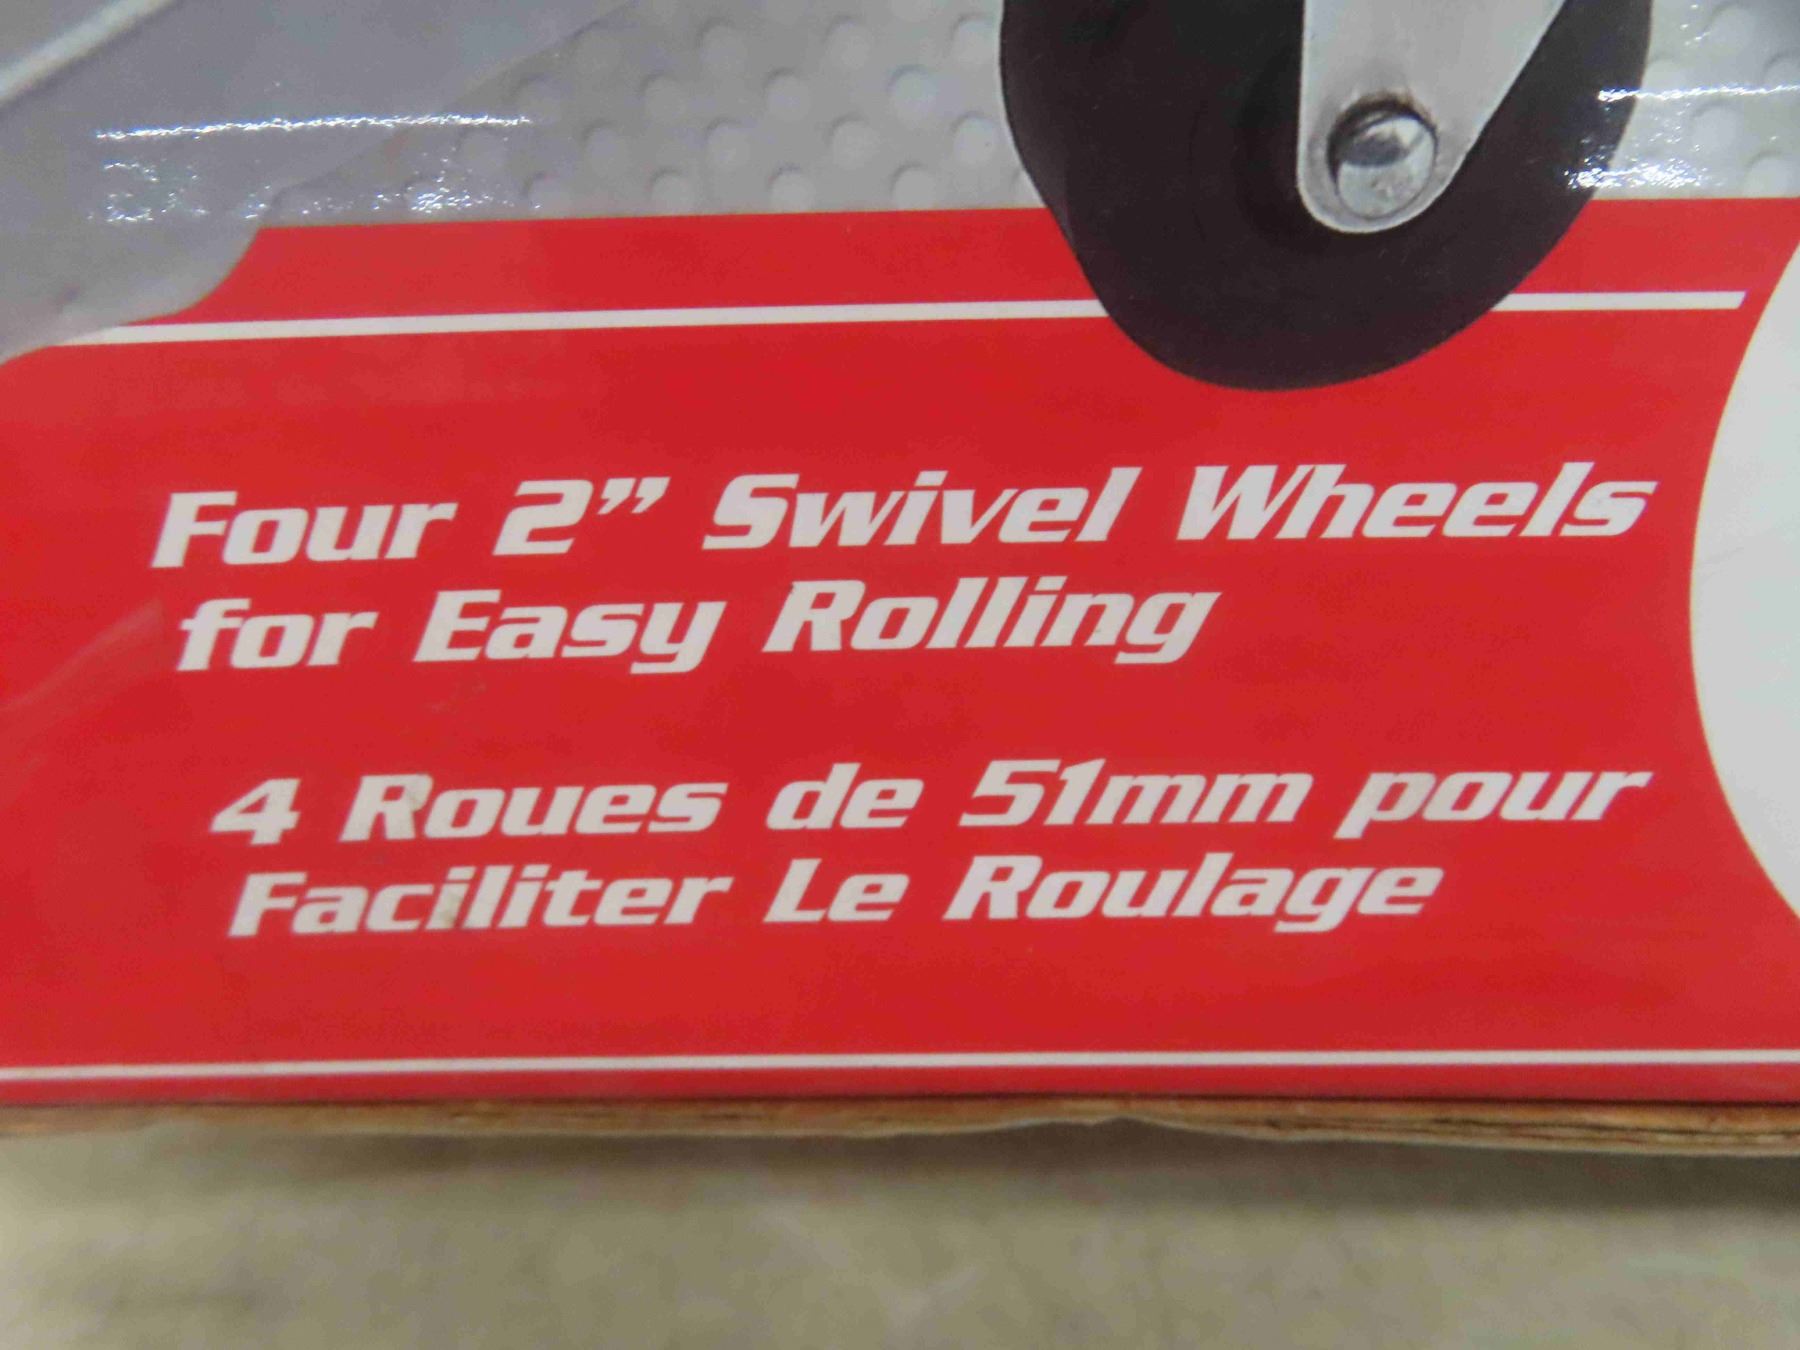 Four 2” Swivel Wheels
for Easy Rolling
4 Roues de 51mm pour
Faciliter Le Roulage